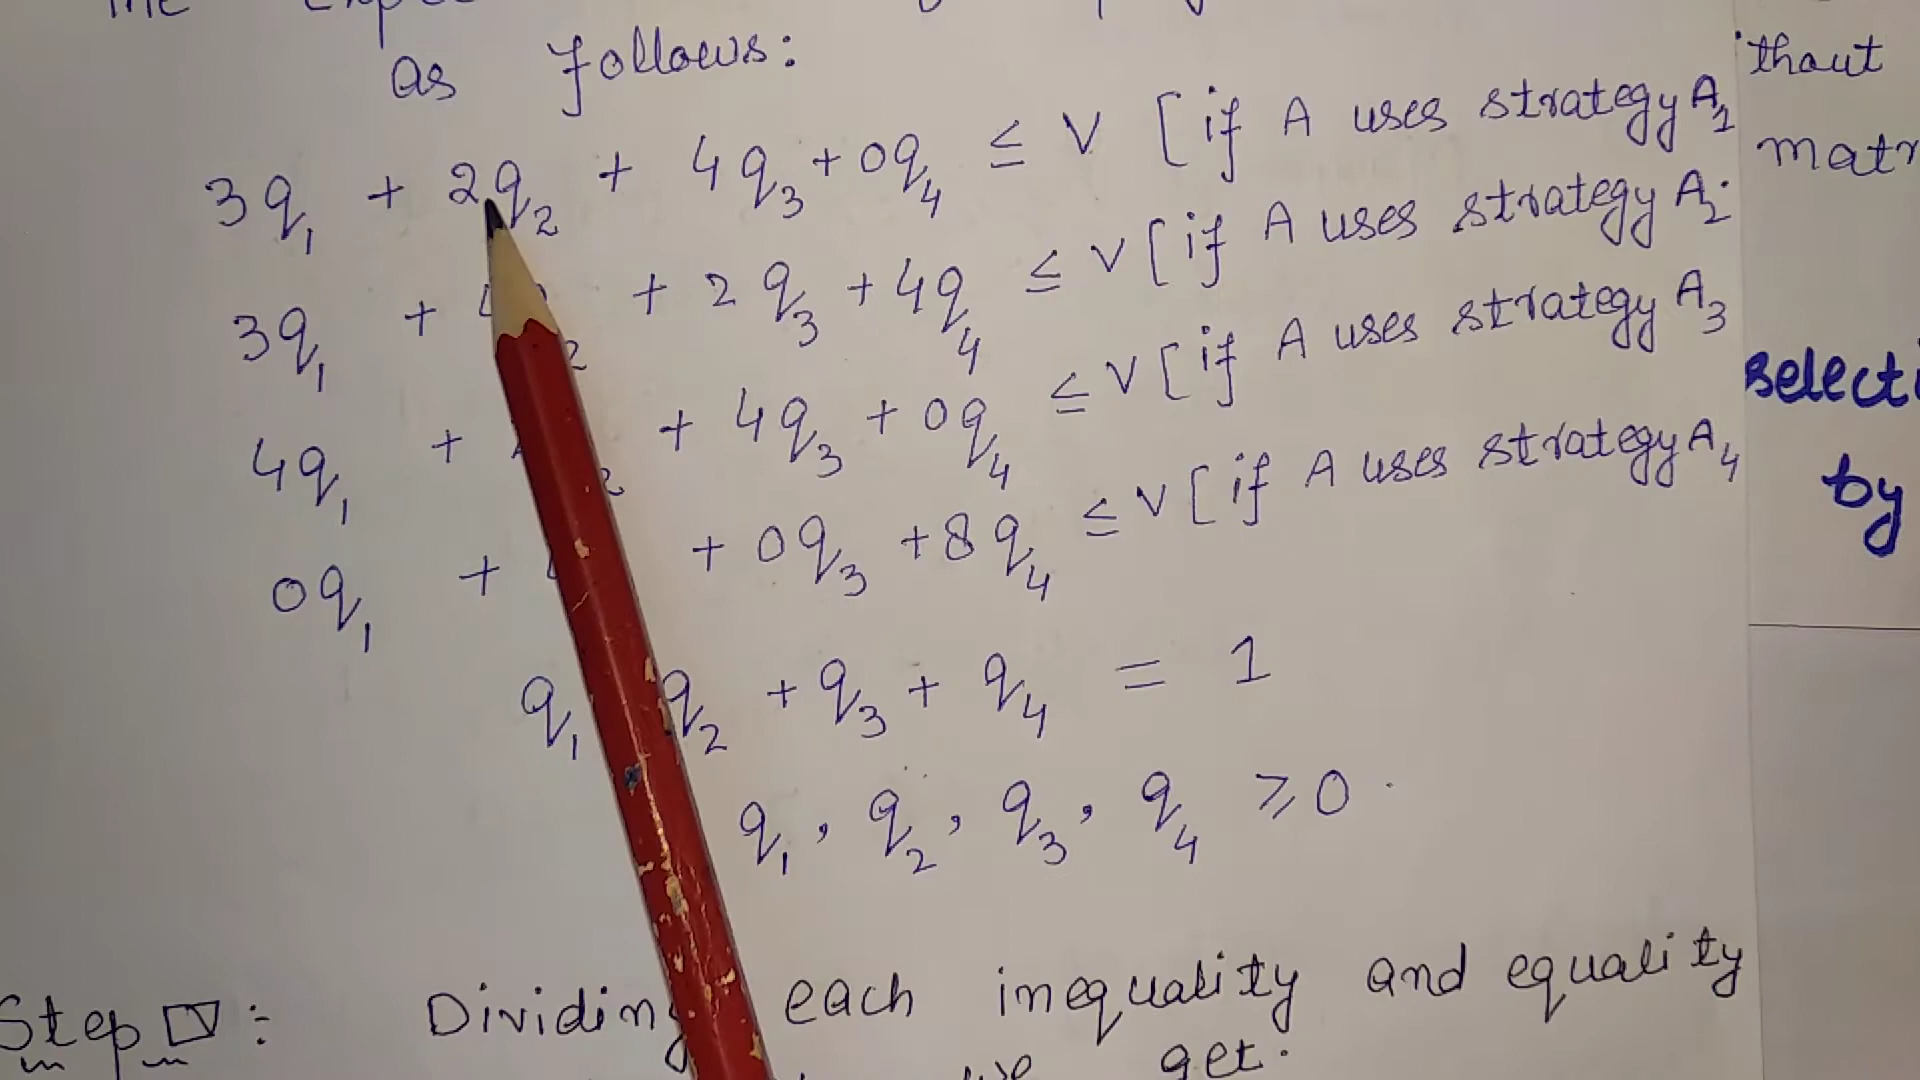 as follows:
3q₁ + 2q₂ + 4q₃ + 0q₄ ≤ V [if A uses strategy A₁
3q₁ + + 2q₃ + 4q₄ ≤ V [if A uses strategy A₂.
4q₁ + + 4q₃ + 0q₄ ≤ V [if A uses strategy A₃
0q₁ + + 0q₃ + 8q₄ ≤ V [if A uses strategy A₄
q₁ q₂ + q₃ + q₄ = 1
q₁, q₂, q₃, q₄ ≥ 0.
Step IV: Dividing each inequality and equality
get.
thout
matr
selecti
by